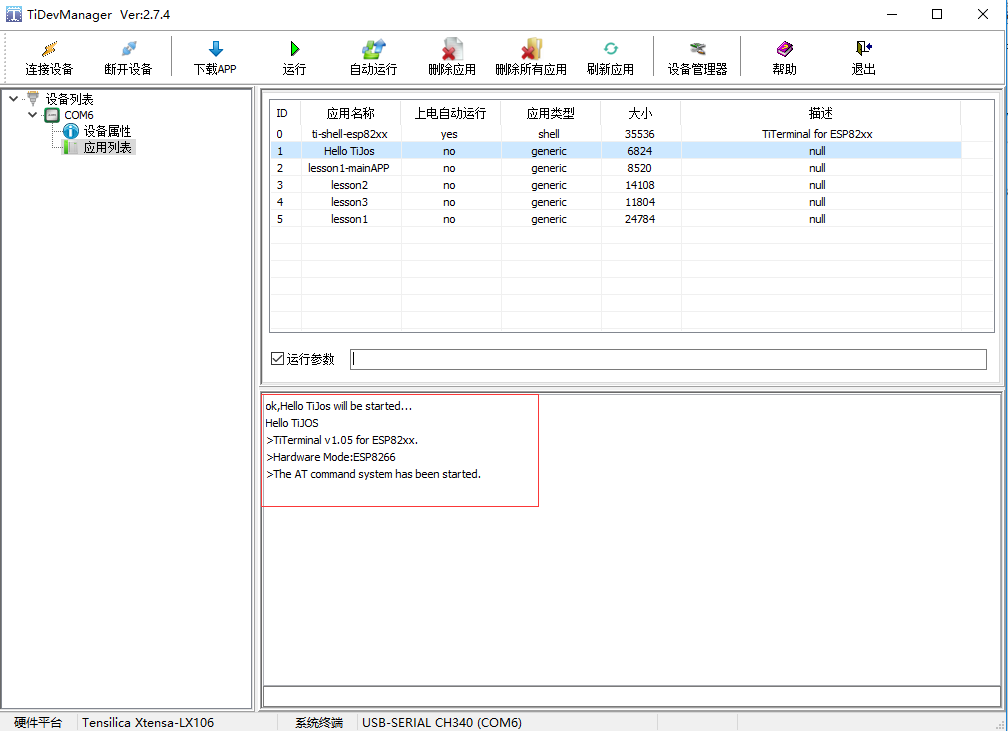 TiDevManager Ver:2.7.4
连接设备 断开设备 下载APP 运行 自动运行 删除应用 删除所有应用 刷新应用 设备管理器 帮助 退出
设备列表
COM6
设备属性
应用列表
ID 应用名称 上电自动运行 应用类型 大小 描述
0 ti-shell-esp82xx yes shell 35536 TiTerminal for ESP82xx
1 Hello TiJos no generic 6824 null
2 lesson1-mainAPP no generic 8520 null
3 lesson2 no generic 14108 null
4 lesson3 no generic 11804 null
5 lesson1 no generic 24784 null
运行参数
ok,Hello TiJos will be started...
Hello TiJOS
>TiTerminal v1.05 for ESP82xx.
>Hardware Mode:ESP8266
>The AT command system has been started.
硬件平台 Tensilica Xtensa-LX106 系统终端 USB-SERIAL CH340 (COM6)